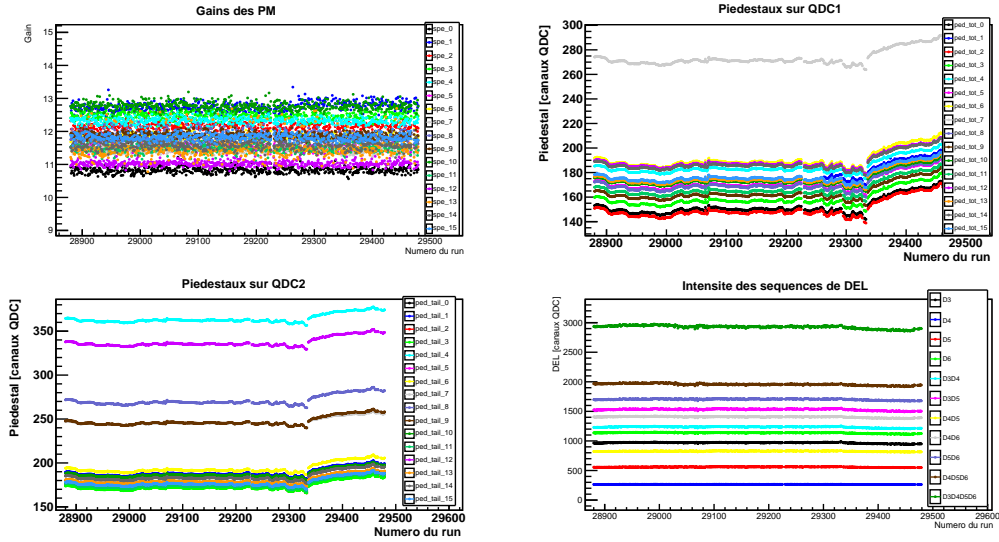 Gains des PM
Gain
15
14
13
12
11
10
9
28900
29000
29100
29200
29300
29400
29500
Numero du run
spe_0
spe_1
spe_2
spe_3
spe_4
spe_5
spe_6
spe_7
spe_8
spe_9
spe_10
spe_11
spe_12
spe_13
spe_14
spe_15
Piedestaux sur QDC1
Piedestal [canaux QDC]
300
280
260
240
220
200
180
160
140
28900
29000
29100
29200
29300
29400
29500
Numero du run
ped_tot_0
ped_tot_1
ped_tot_2
ped_tot_3
ped_tot_4
ped_tot_5
ped_tot_6
ped_tot_7
ped_tot_8
ped_tot_9
ped_tot_10
ped_tot_11
ped_tot_12
ped_tot_13
ped_tot_14
ped_tot_15
Piedestaux sur QDC2
Piedestal [canaux QDC]
350
300
250
200
150
28900
29000
29100
29200
29300
29400
29500
29600
Numero du run
ped_tail_0
ped_tail_1
ped_tail_2
ped_tail_3
ped_tail_4
ped_tail_5
ped_tail_6
ped_tail_7
ped_tail_8
ped_tail_9
ped_tail_10
ped_tail_11
ped_tail_12
ped_tail_13
ped_tail_14
ped_tail_15
Intensite des sequences de DEL
DEL [canaux QDC]
3000
2500
2000
1500
1000
500
0
28900
29000
29100
29200
29300
29400
29500
29600
Numero du run
D3
D4
D5
D6
D3D4
D3D5
D4D5
D4D6
D5D6
D4D5D6
D3D4D5D6